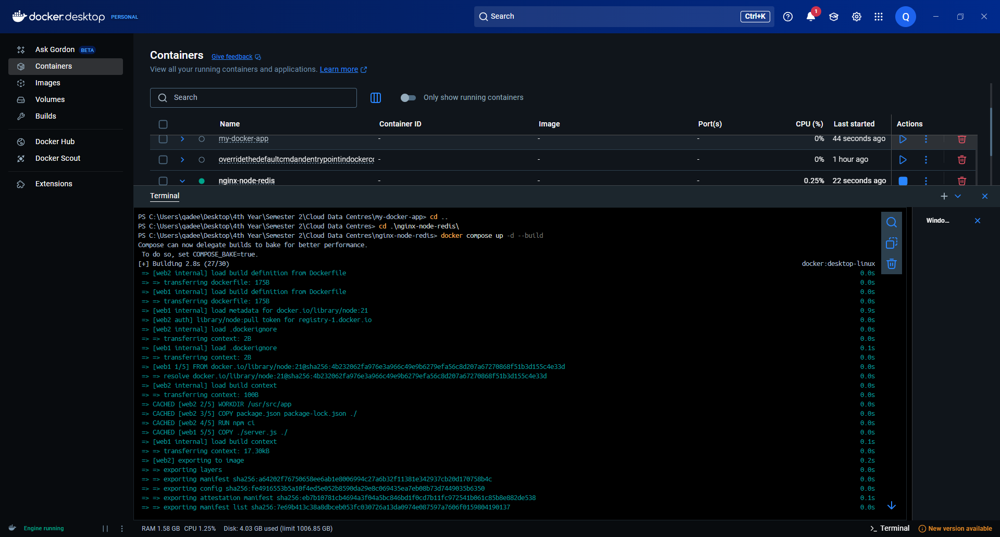 docker.desktop PERSONAL
Search Ctrl+K 1 Q
Ask Gordon BETA
Containers
Images
Volumes
Builds
Docker Hub
Docker Scout
Extensions
Containers Give feedback
View all your running containers and applications. Learn more
Search Only show running containers
Name Container ID Image Port(s) CPU (%) Last started Actions
my-docker-app - - - 0% 44 seconds ago
overridethedefaultcmdandentrypointindockerco - - - 0% 1 hour ago
nginx-node-redis - - - 0.25% 22 seconds ago
Terminal
Windo...
PS C:\Users\qadee\Desktop\4th Year\Semester 2\Cloud Data Centres\my-docker-app> cd ..
PS C:\Users\qadee\Desktop\4th Year\Semester 2\Cloud Data Centres> cd .\nginx-node-redis\
PS C:\Users\qadee\Desktop\4th Year\Semester 2\Cloud Data Centres\nginx-node-redis> docker compose up -d --build
Compose can now delegate builds to bake for better performance.
To do so, set COMPOSE_BAKE=true.
[+] Building 2.8s (27/30) docker:desktop-linux
=> [web2 internal] load build definition from Dockerfile 0.0s
=> => transferring dockerfile: 175B 0.0s
=> [web1 internal] load build definition from Dockerfile 0.0s
=> => transferring dockerfile: 175B 0.0s
=> [web1 internal] load metadata for docker.io/library/node:21 0.9s
=> [web2 auth] library/node:pull token for registry-1.docker.io 0.0s
=> [web2 internal] load .dockerignore 0.0s
=> => transferring context: 2B 0.0s
=> [web1 internal] load .dockerignore 0.1s
=> => transferring context: 2B 0.0s
=> [web1 1/5] FROM docker.io/library/node:21@sha256:4b232062fa976e3a966c49e9b6279efa56c8d207a67270868f51b3d155c4e33d 0.0s
=> => resolve docker.io/library/node:21@sha256:4b232062fa976e3a966c49e9b6279efa56c8d207a67270868f51b3d155c4e33d 0.0s
=> [web2 internal] load build context 0.0s
=> => transferring context: 100B 0.0s
=> CACHED [web2 2/5] WORKDIR /usr/src/app 0.0s
=> CACHED [web2 3/5] COPY package.json package-lock.json ./ 0.0s
=> CACHED [web2 4/5] RUN npm ci 0.0s
=> CACHED [web1 5/5] COPY ./server.js ./ 0.0s
=> [web1 internal] load build context 0.1s
=> => transferring context: 17.30kB 0.0s
=> [web2] exporting to image 0.2s
=> => exporting layers 0.0s
=> => exporting manifest sha256:a64202f76750658ee6ab1e8006994c27a6b32f11381e342937cb20d170758b4c 0.0s
=> => exporting config sha256:fe4916553b5a10f4ed5e052b8590da29e8c069435ea7eb08b73d7449035b6350 0.0s
=> => exporting attestation manifest sha256:eb7b10781cb4694a3f04a5bc846bd1f0cd7b11fc972541b061c85b8e882de538 0.1s
=> => exporting manifest list sha256:7e69b413c38a8dbceb053fc030726a13da0974e087597a7606f0159804190137 0.0s
Engine running RAM 1.58 GB CPU 1.25% Disk: 4.03 GB used (limit 1006.85 GB) Terminal New version available